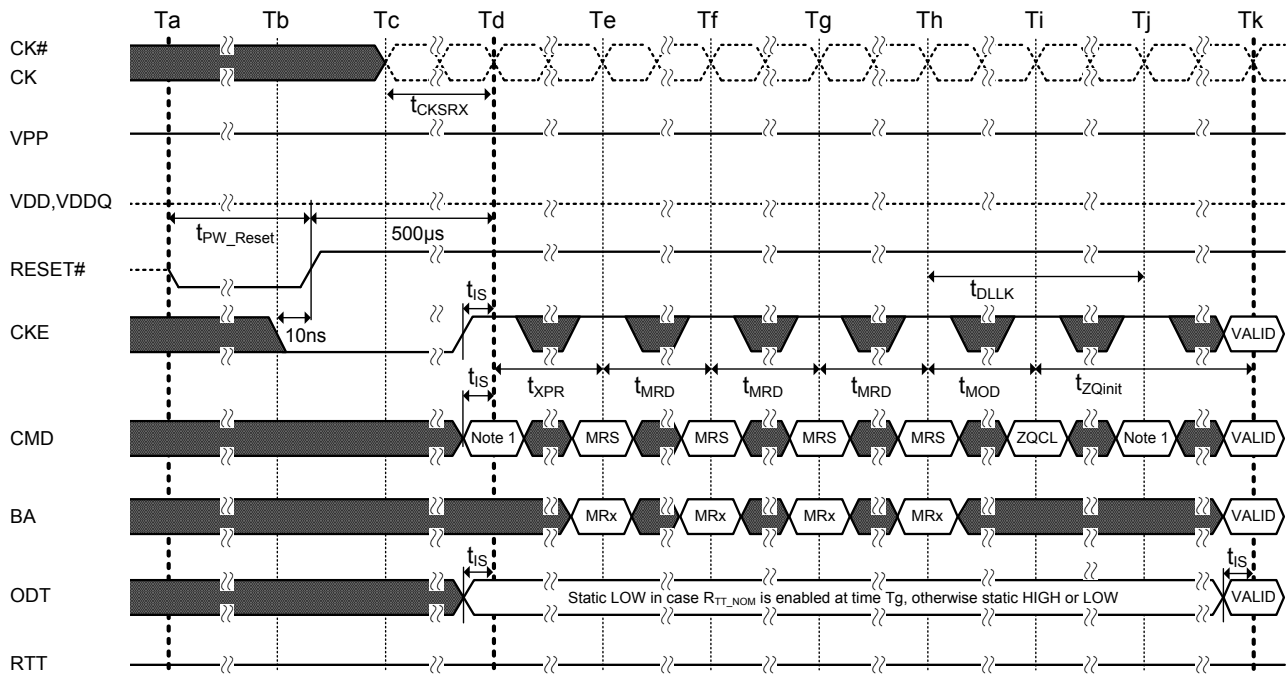 Ta Tb Tc Td Te Tf Tg Th Ti Tj Tk
CK#
CK
tCKSRX
VPP
VDD,VDDQ
tPW_Reset
500µs
RESET#
tIS
tDLLK
CKE
10ns
VALID
tIS
tXPR
tMRD
tMRD
tMRD
tMOD
tZQinit
CMD
Note 1
MRS
MRS
MRS
MRS
ZQCL
Note 1
VALID
BA
MRx
MRx
MRx
MRx
VALID
tIS
tIS
ODT
Static LOW in case RTT_NOM is enabled at time Tg, otherwise static HIGH or LOW
VALID
RTT